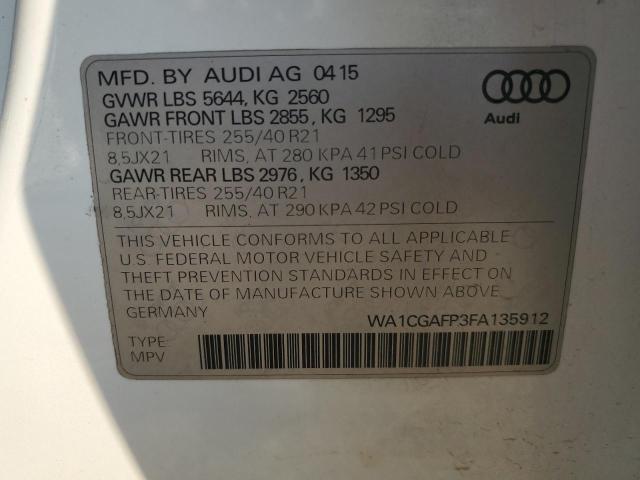 MFD. BY AUDI AG 04 15
GVWR LBS 5644, KG 2560
GAWR FRONT LBS 2855, KG 1295
FRONT-TIRES 255/40 R21
8,5JX21 RIMS, AT 280 KPA 41 PSI COLD
GAWR REAR LBS 2976, KG 1350
REAR-TIRES 255/40 R21
8,5JX21 RIMS, AT 290 KPA 42 PSI COLD
Audi
THIS VEHICLE CONFORMS TO ALL APPLICABLE
U.S. FEDERAL MOTOR VEHICLE SAFETY AND
THEFT PREVENTION STANDARDS IN EFFECT ON
THE DATE OF MANUFACTURE SHOWN ABOVE.
GERMANY
WA1CGAFP3FA135912
TYPE:
MPV